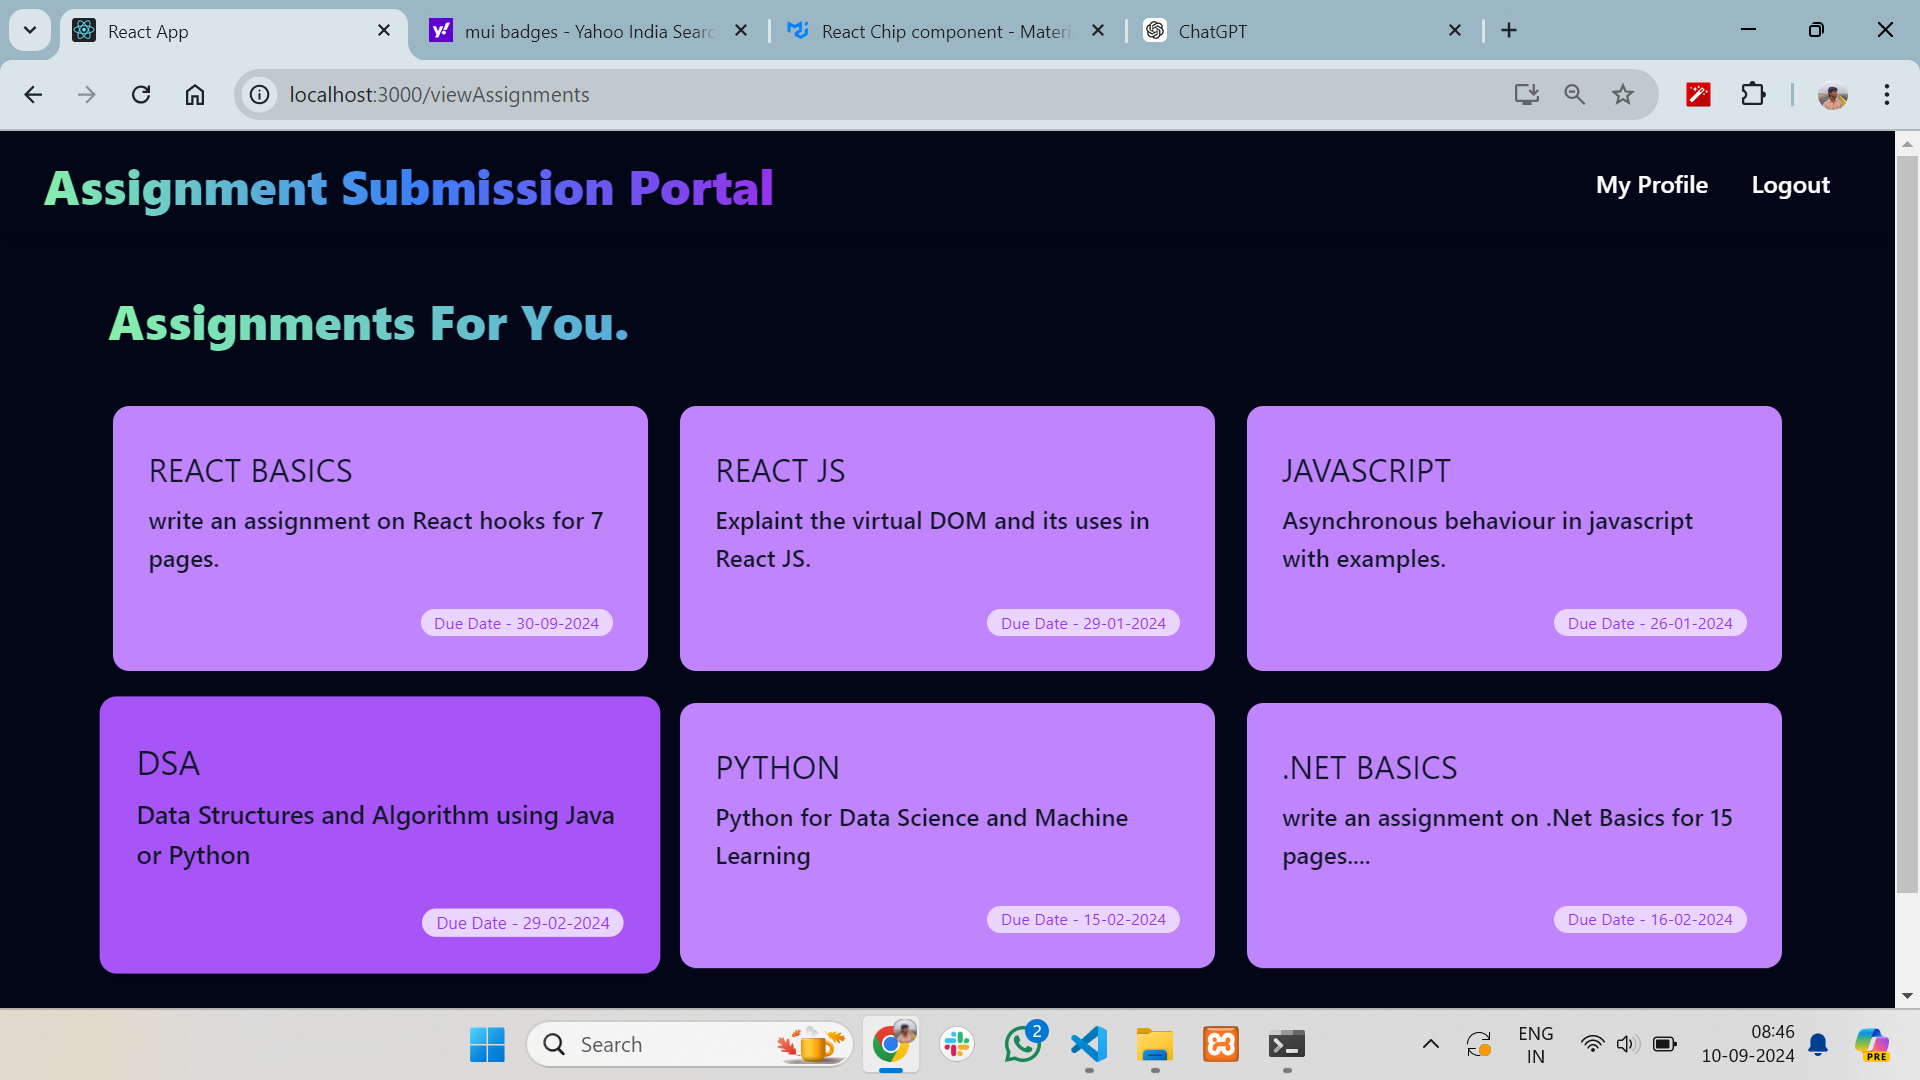 React App
mui badges - Yahoo India Searc
React Chip component - Materi
ChatGPT
localhost:3000/viewAssignments
Assignment Submission Portal
My Profile
Logout
Assignments For You.
REACT BASICS
write an assignment on React hooks for 7
pages.
Due Date - 30-09-2024
REACT JS
Explaint the virtual DOM and its uses in
React JS.
Due Date - 29-01-2024
JAVASCRIPT
Asynchronous behaviour in javascript
with examples.
Due Date - 26-01-2024
DSA
Data Structures and Algorithm using Java
or Python
Due Date - 29-02-2024
PYTHON
Python for Data Science and Machine
Learning
Due Date - 15-02-2024
.NET BASICS
write an assignment on .Net Basics for 15
pages....
Due Date - 16-02-2024
Search
2
ENG
IN
08:46
10-09-2024
PRE